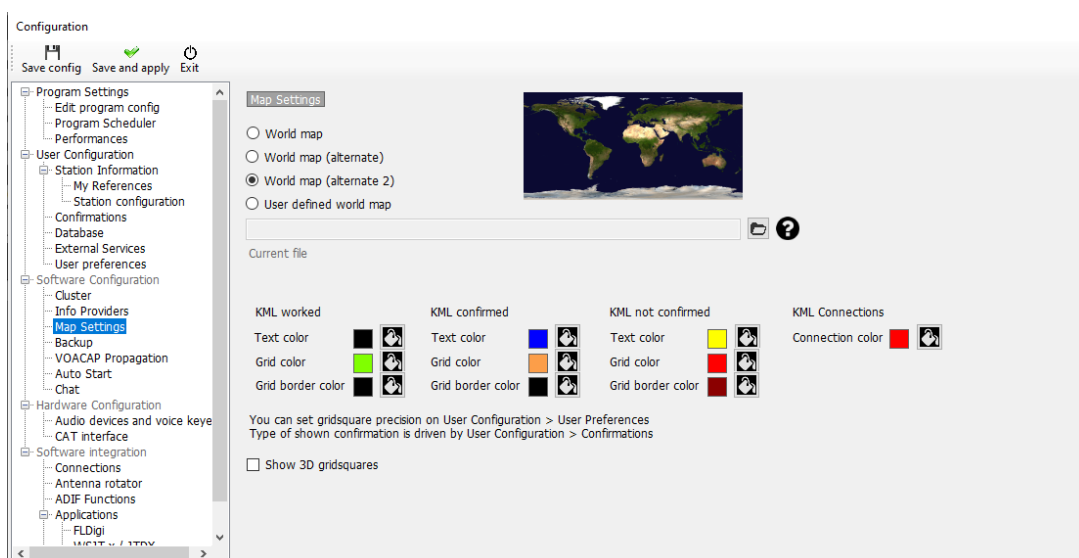 Configuration
Save config Save and apply Exit
Program Settings
Edit program config
Program Scheduler
Performances
User Configuration
Station Information
My References
Station configuration
Confirmations
Database
External Services
User preferences
Software Configuration
Cluster
Info Providers
Map Settings
Backup
VOACAP Propagation
Auto Start
Chat
Hardware Configuration
Audio devices and voice keye
CAT interface
Software integration
Connections
Antenna rotator
ADIF Functions
Applications
FLDigi
WSJT-x / JTDX
Map Settings
World map
World map (alternate)
World map (alternate 2)
User defined world map
?
Current file
KML worked KML confirmed KML not confirmed KML Connections
Text color Text color Text color Connection color
Grid color Grid color Grid color
Grid border color Grid border color Grid border color
You can set gridsquare precision on User Configuration > User Preferences
Type of shown confirmation is driven by User Configuration > Confirmations
Show 3D gridsquares